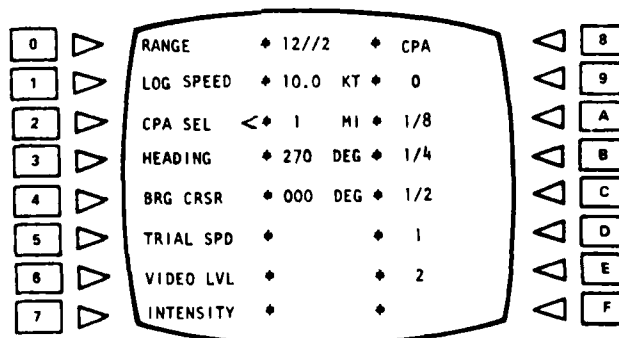 0 RANGE * 12//2 * CPA 8
1 LOG SPEED * 10.0 KT * 0 9
2 CPA SEL <* 1 MI * 1/8 A
3 HEADING * 270 DEG * 1/4 B
4 BRG CRSR * 000 DEG * 1/2 C
5 TRIAL SPD * * 1 D
6 VIDEO LVL * * 2 E
7 INTENSITY * * F